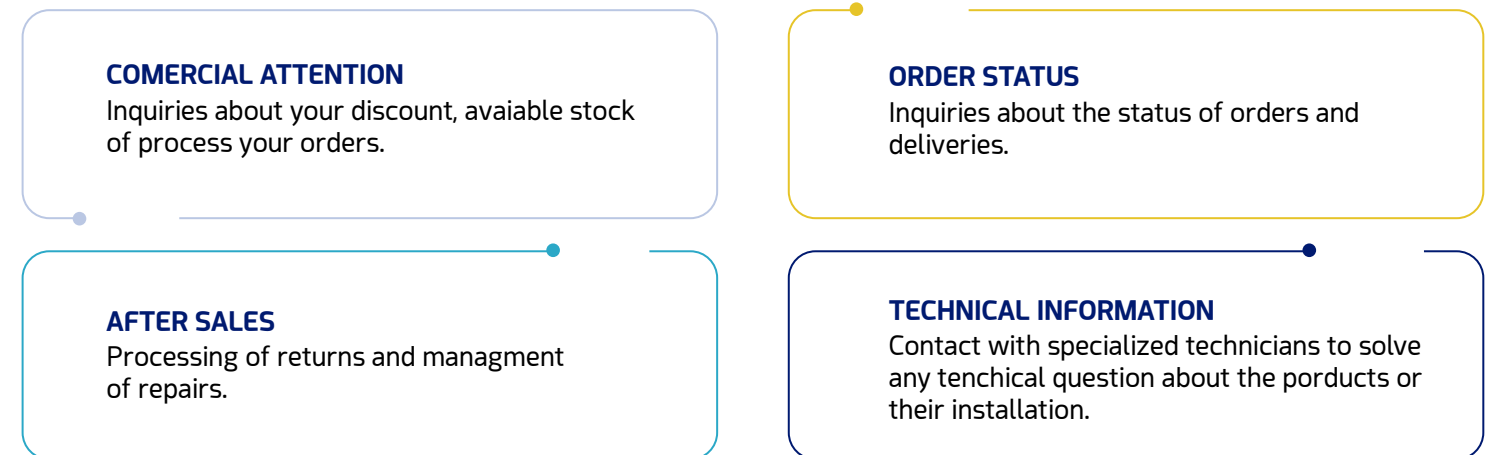 COMERCIAL ATTENTION
Inquiries about your discount, avaiable stock
of process your orders.
ORDER STATUS
Inquiries about the status of orders and
deliveries.
AFTER SALES
Processing of returns and managment
of repairs.
TECHNICAL INFORMATION
Contact with specialized technicians to solve
any tenchical question about the porducts or
their installation.